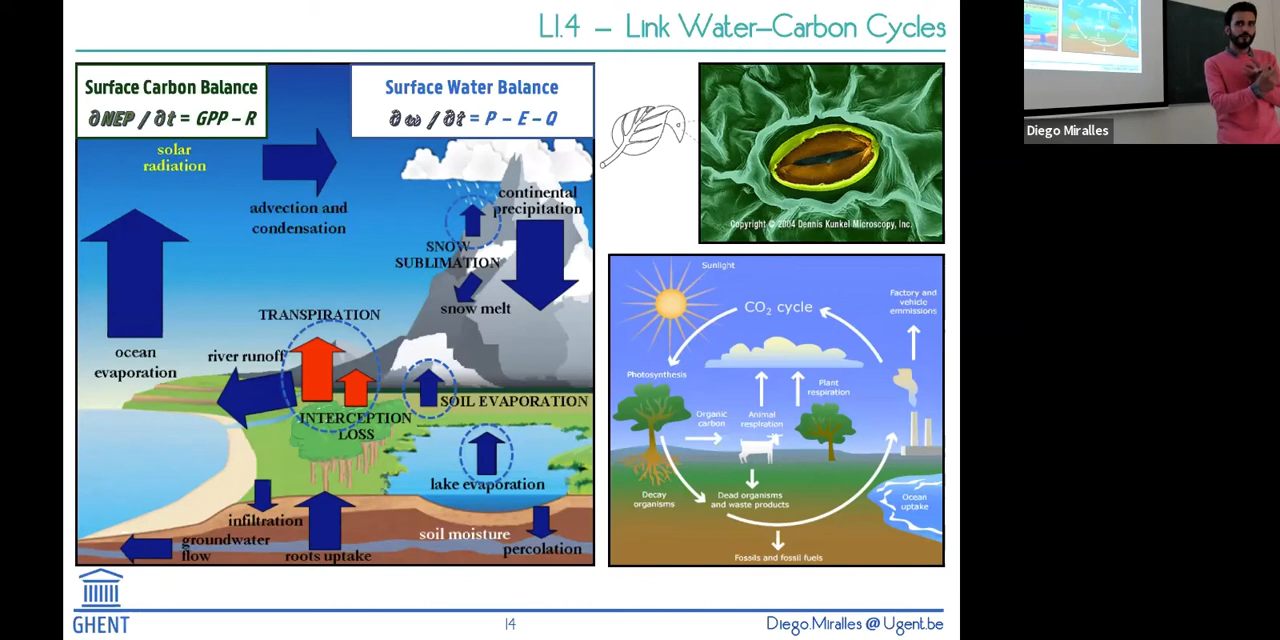 L1.4 – Link Water–Carbon Cycles
Diego Miralles
Surface Carbon Balance
∂NEP / ∂t = GPP – R
Surface Water Balance
∂ω / ∂t = P – E – Q
solar
radiation
advection and
condensation
continental
precipitation
SNOW
SUBLIMATION
snow melt
TRANSPIRATION
ocean
evaporation
river runoff
SOIL EVAPORATION
INTERCEPTION
LOSS
lake evaporation
infiltration
soil moisture
groundwater
flow
roots uptake
percolation
Copyright © 2004 Dennis Kunkel Microscopy, Inc.
Sunlight
CO2 cycle
Factory and
vehicle
emmissions
Photosynthesis
Plant
respiration
Organic
carbon
Animal
respiration
Decay
organisms
Dead organisms
and waste products
Ocean
uptake
Fossils and fossil fuels
GHENT
14
Diego.Miralles @ Ugent.be